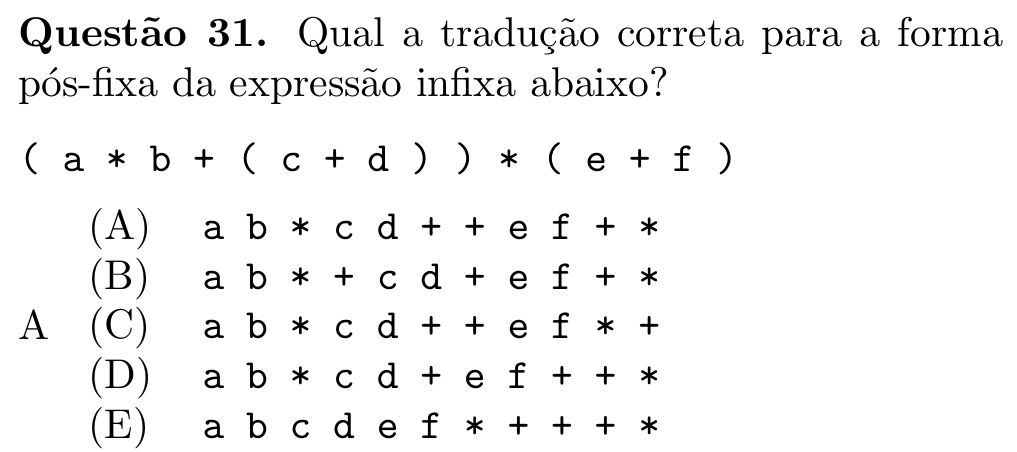 Questão 31. Qual a tradução correta para a forma
pós-fixa da expressão infixa abaixo?
( a * b + ( c + d ) ) * ( e + f )
(A) a b * c d + + e f + *
(B) a b * + c d + e f + *
A (C) a b * c d + + e f * +
(D) a b * c d + e f + + *
(E) a b c d e f * + + + *